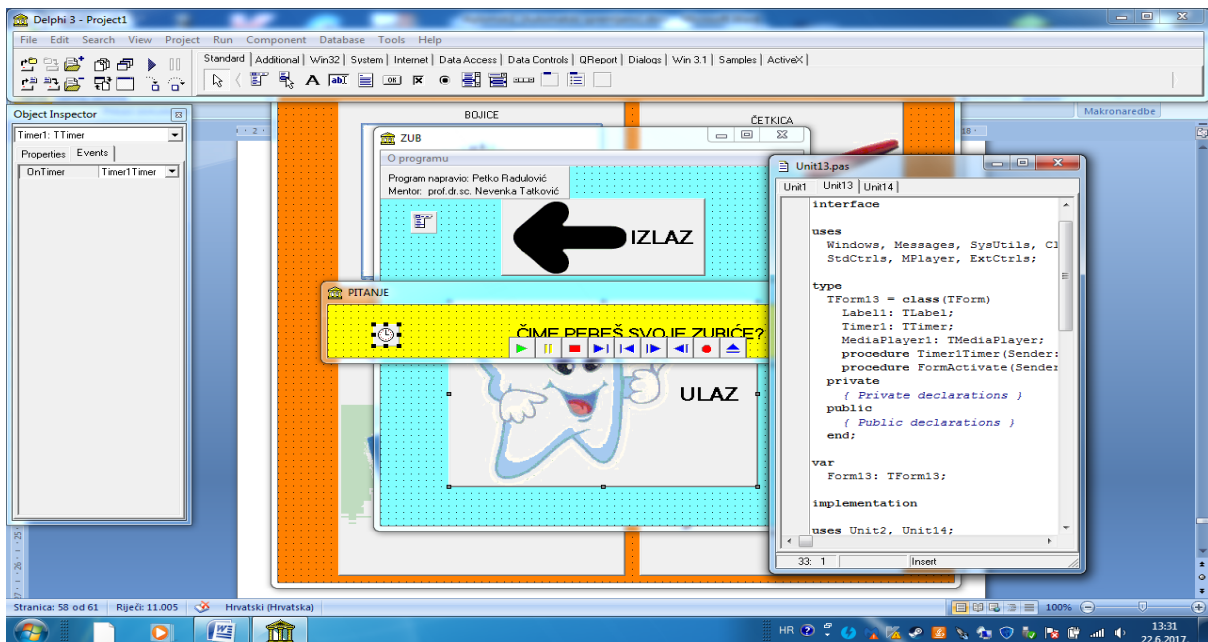 Delphi 3 - Project1
File Edit Search View Project Run Component Database Tools Help
Standard Additional Win32 System Internet Data Access Data Controls QReport Dialogs Win 3.1 Samples ActiveX
Object Inspector
Timer1: TTimer
Properties Events
OnTimer Timer1Timer
Makronaredbe
2
18
BOJICE
ČETKICA
ZUB
O programu
Program napravio: Petko Radulović
Mentor: prof.dr.sc. Nevenka Tatković
IZLAZ
PITANJE
ČIME PEREŠ SVOJE ZUBIĆE?
ULAZ
Unit13.pas
Unit1 Unit13 Unit14
interface
uses
Windows, Messages, SysUtils, Cl
StdCtrls, MPlayer, ExtCtrls;
type
TForm13 = class(TForm)
Label1: TLabel;
Timer1: TTimer;
MediaPlayer1: TMediaPlayer;
procedure Timer1Timer(Sender:
procedure FormActivate(Sender
private
{ Private declarations }
public
{ Public declarations }
end;
var
Form13: TForm13;
implementation
uses Unit2, Unit14;
33: 1 Insert
25
26
Stranica: 58 od 61 Riječi: 11.005 Hrvatski (Hrvatska) 100%
HR 13:31
22.6.2017.